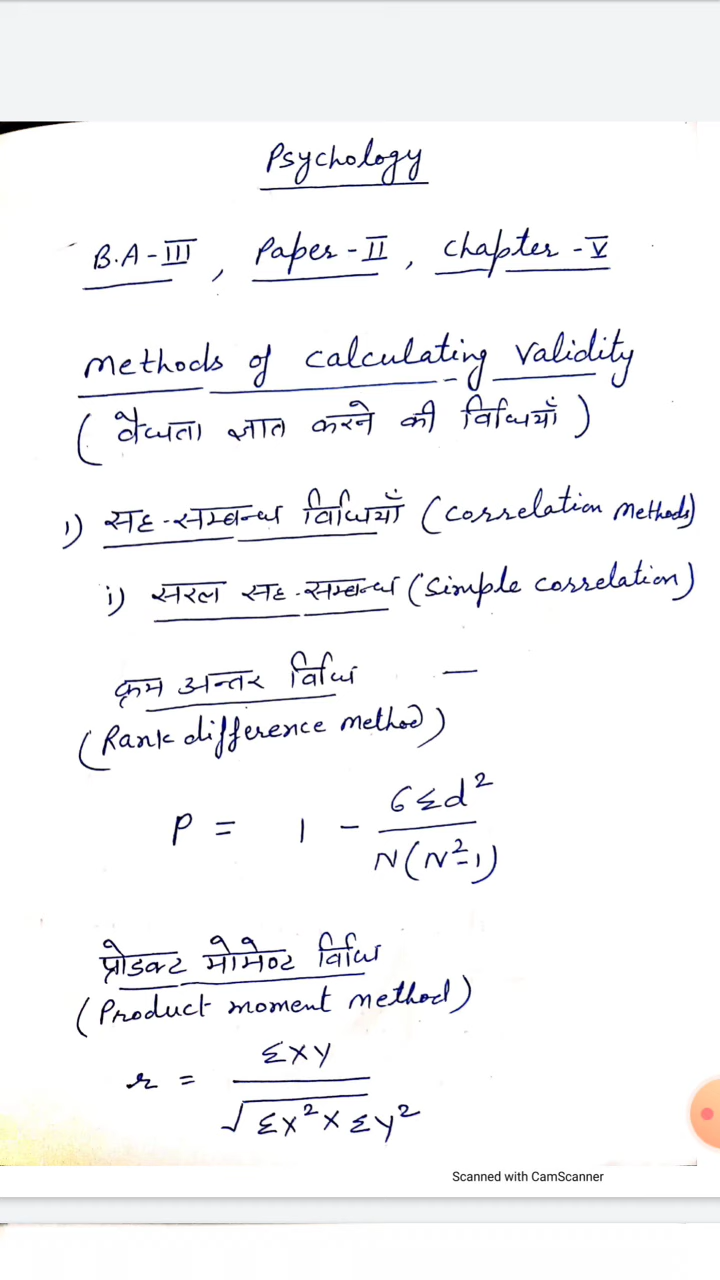 Psychology
B.A-III, Paper-II, Chapter-V
Methods of calculating validity
(वैधता ज्ञात करने की विधियाँ)
1) सह-सम्बन्ध विधियाँ (Correlation Methods)
i) सरल सह-सम्बन्ध (Simple correlation)
क्रम अन्तर विधि —
(Rank difference method)
P = 1 - 6Σd² / N(N²-1)
प्रोडक्ट मोमेण्ट विधि
(Product moment method)
r = Σxy / √Σx² × Σy²
Scanned with CamScanner